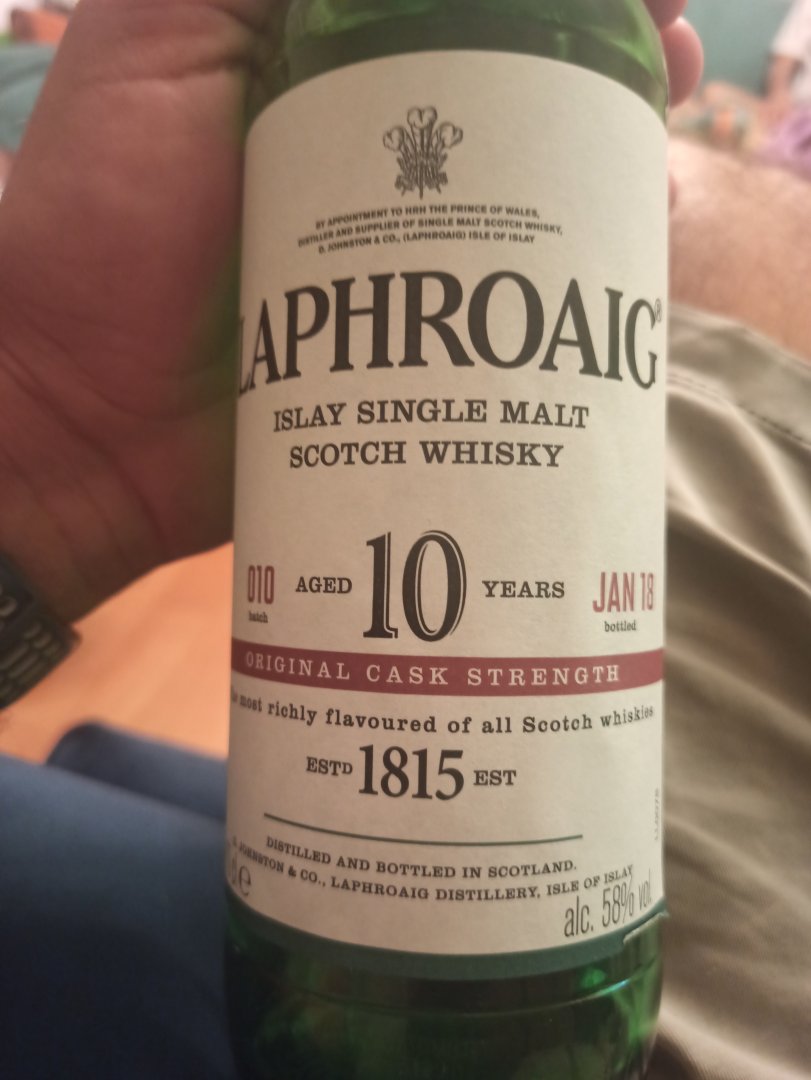 BY APPOINTMENT TO HRH THE PRINCE OF WALES,
DISTILLER AND SUPPLIER OF SINGLE MALT SCOTCH WHISKY,
D. JOHNSTON & CO., (LAPHROAIG) ISLE OF ISLAY
LAPHROAIG®
ISLAY SINGLE MALT
SCOTCH WHISKY
010 AGED 10 YEARS JAN 18
batch bottled
ORIGINAL CASK STRENGTH
most richly flavoured of all Scotch whiskies
ESTD 1815 EST
DISTILLED AND BOTTLED IN SCOTLAND.
JOHNSTON & CO., LAPHROAIG DISTILLERY, ISLE OF ISLAY
cl e
alc. 58% vol.